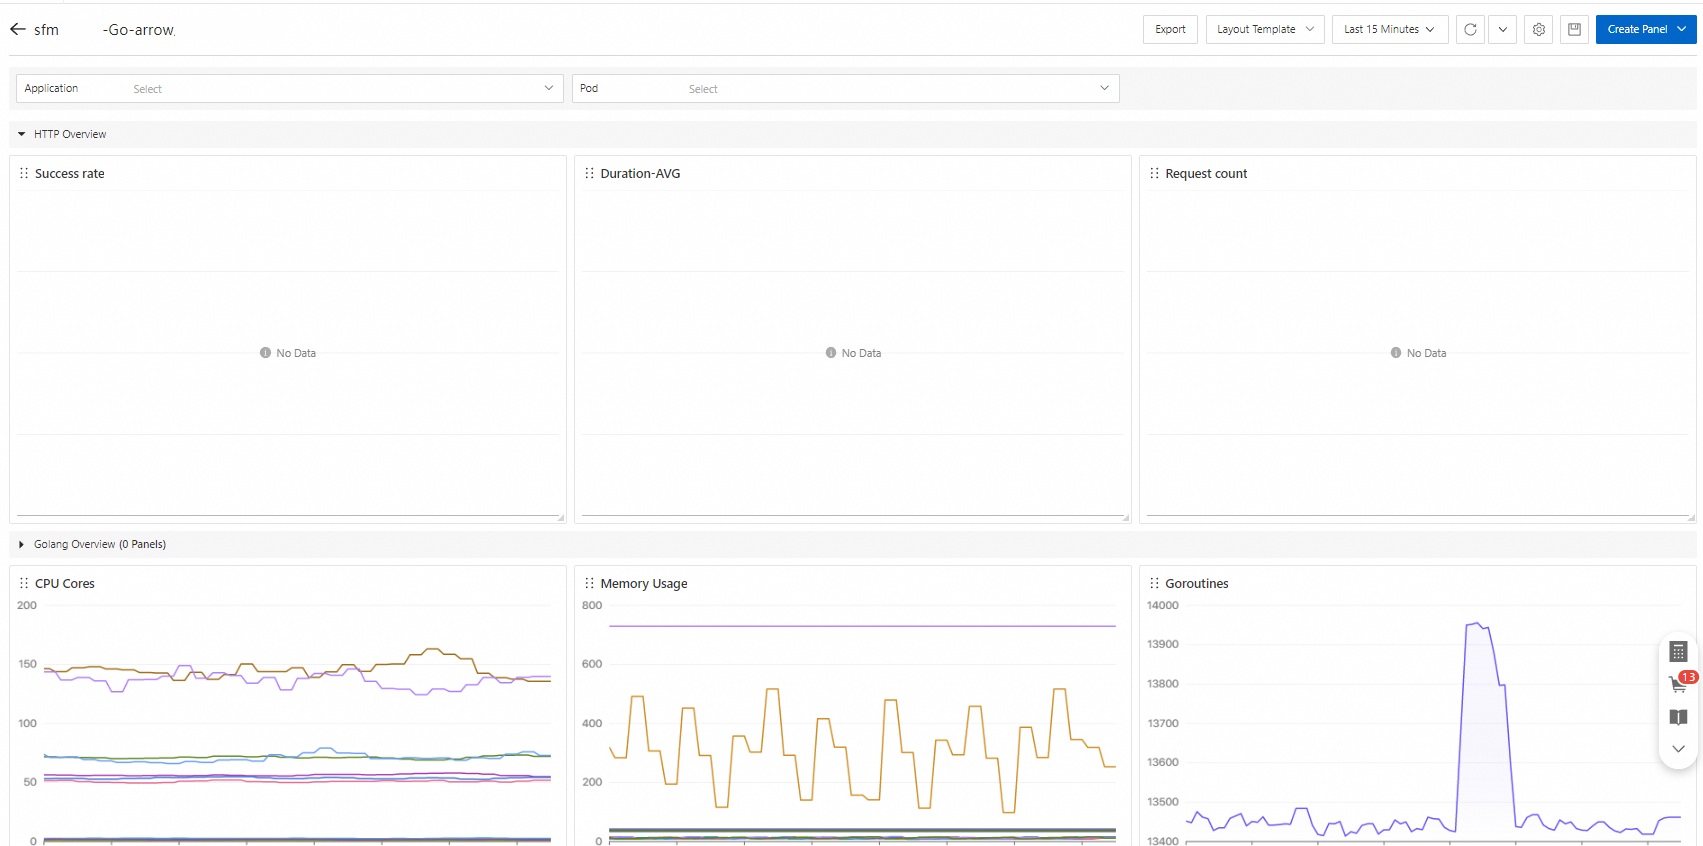 sfm -Go-arrow.
Export
Layout Template
Last 15 Minutes
Create Panel
Application Select
Pod Select
HTTP Overview
Success rate
Duration-AVG
Request count
No Data
No Data
No Data
Golang Overview (0 Panels)
CPU Cores
200
150
100
50
0
Memory Usage
800
600
400
200
0
Goroutines
14000
13900
13800
13700
13600
13500
13400
13